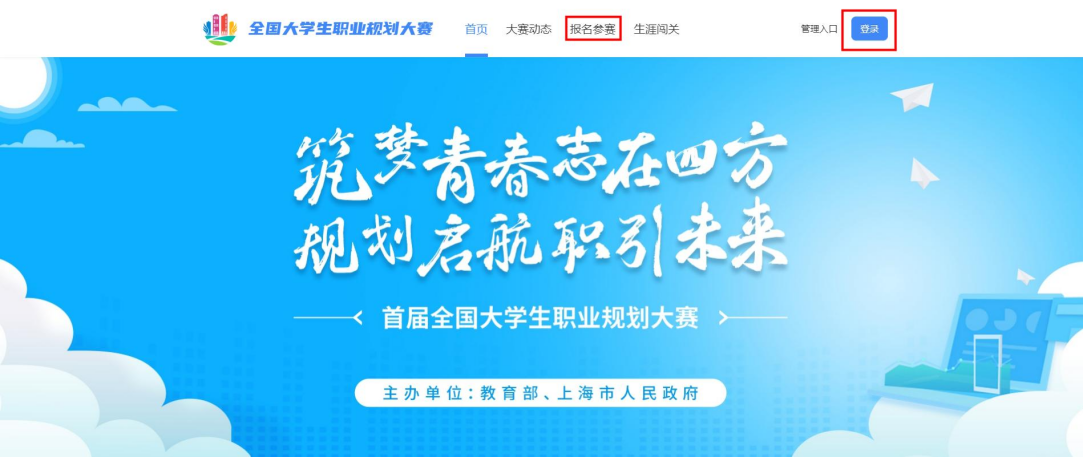 全国大学生职业规划大赛 首页 大赛动态 报名参赛 生涯闯关 管理入口 登录
筑梦青春志在四方
规划启航职引未来
首届全国大学生职业规划大赛
主办单位：教育部、上海市人民政府